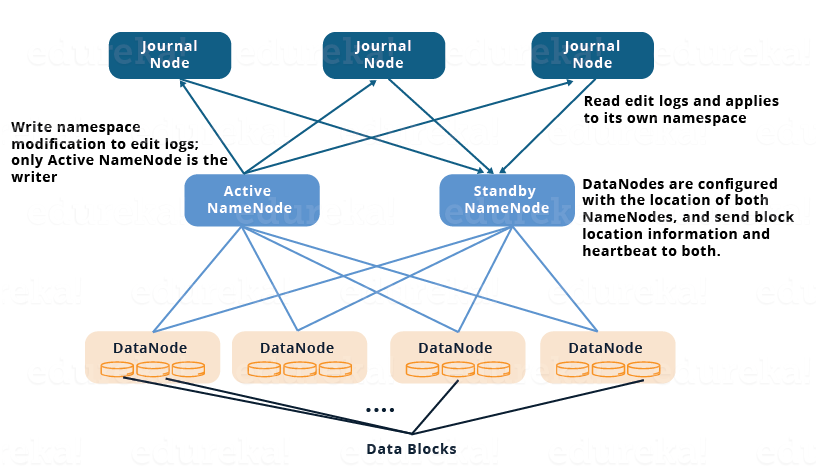 Journal
Node
Journal
Node
Journal
Node
Write namespace
modification to edit logs;
only Active NameNode is the
writer
Read edit logs and applies
to its own namespace
Active
NameNode
Standby
NameNode
DataNodes are configured
with the location of both
NameNodes, and send block
location information and
heartbeat to both.
DataNode
DataNode
DataNode
DataNode
....
Data Blocks
edureka!